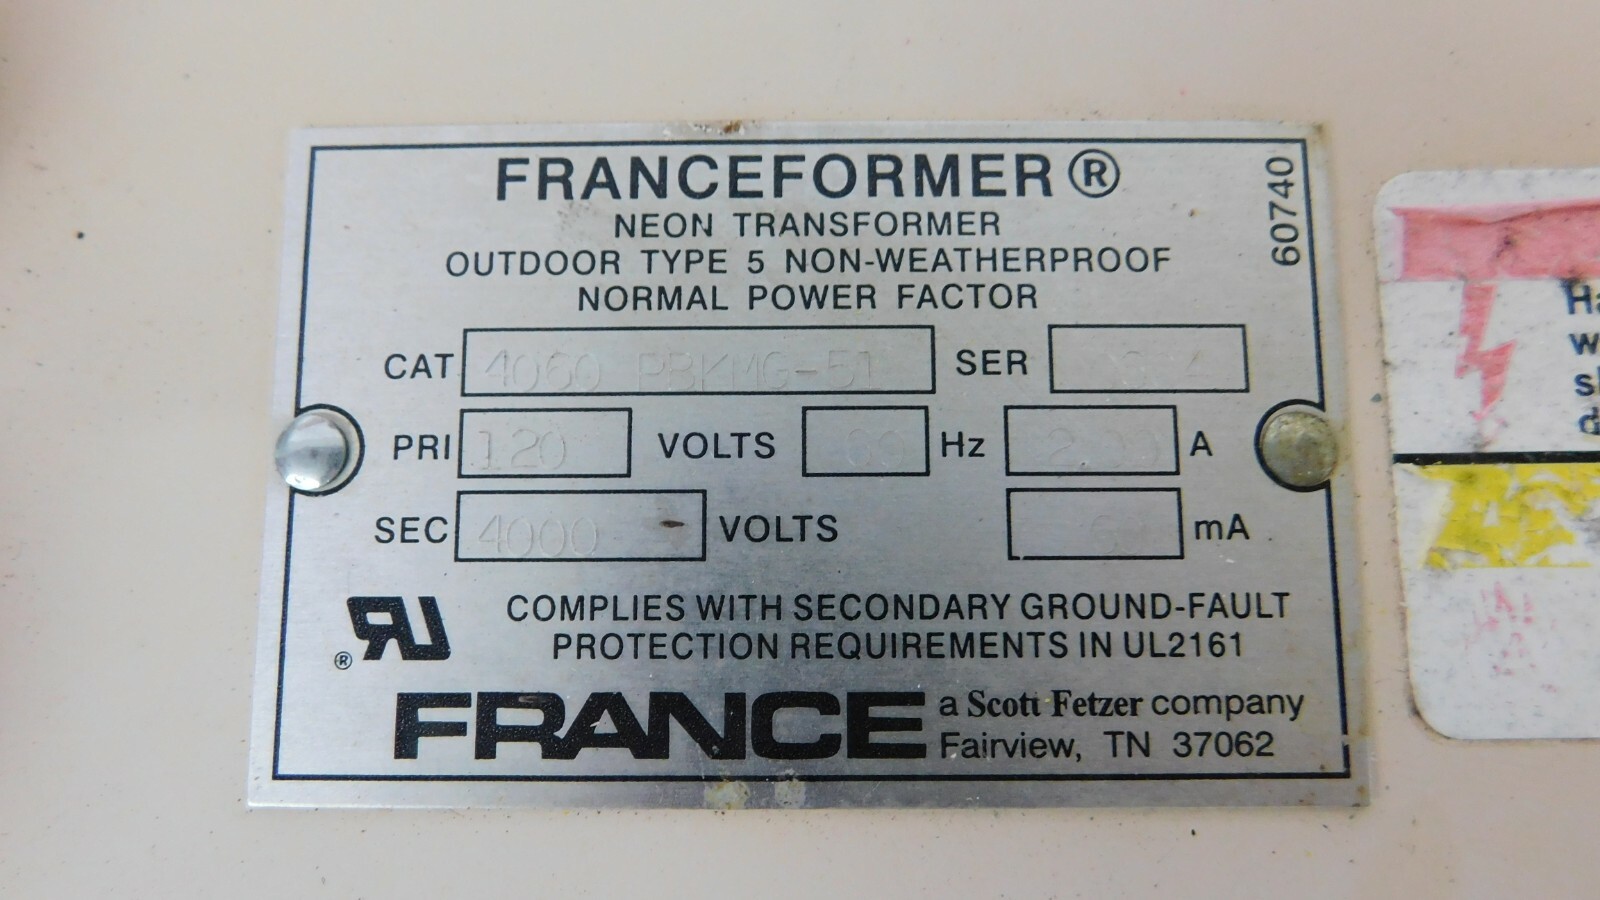 FRANCEFORMER®
60740
NEON TRANSFORMER
OUTDOOR TYPE 5 NON-WEATHERPROOF
NORMAL POWER FACTOR
CAT 4060 PBKMG-51 SER
PRI 120 VOLTS 60 Hz A
SEC 4000 VOLTS mA
COMPLIES WITH SECONDARY GROUND-FAULT
PROTECTION REQUIREMENTS IN UL2161
®
FRANCE a Scott Fetzer company
Fairview, TN 37062